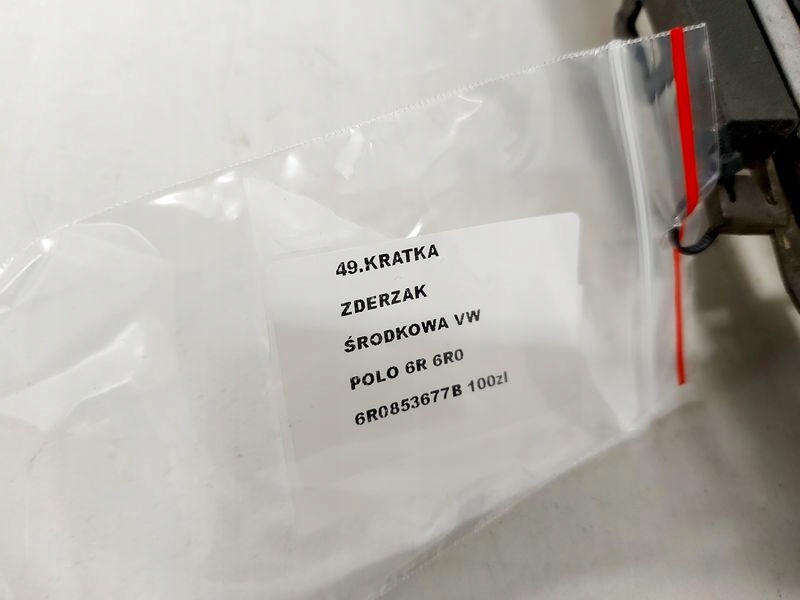 49.KRATKA
ZDERZAK
ŚRODKOWA VW
POLO 6R 6R0
6R0853677B 100zl